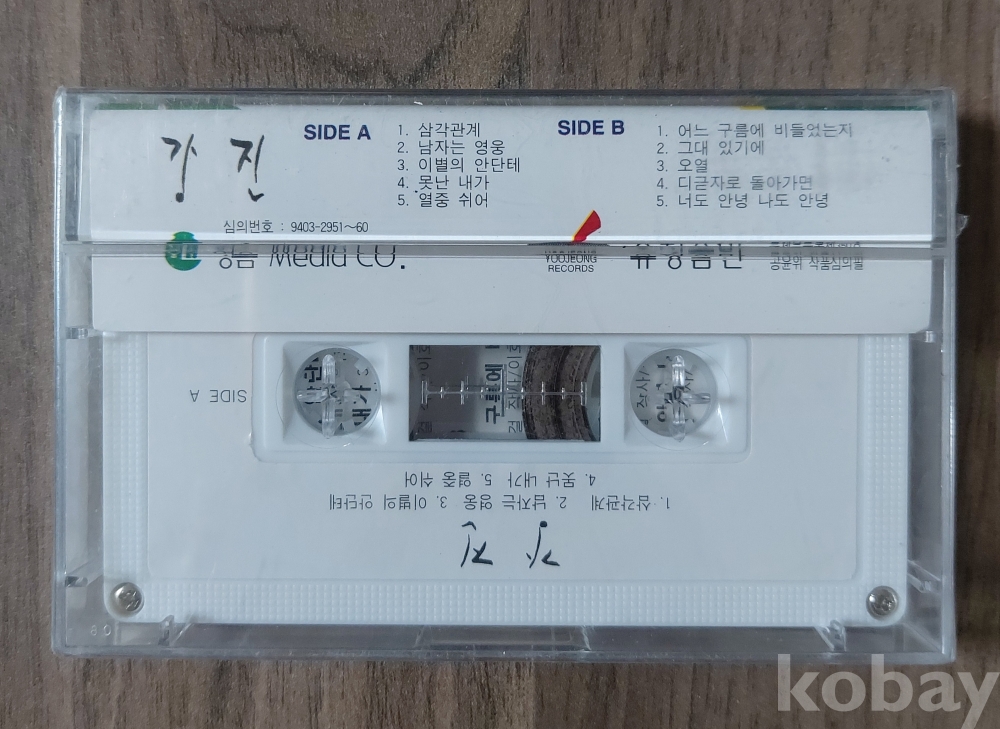 강 진
SIDE A
1. 삼각관계
2. 남자는 영웅
3. 이별의 안단테
4. 못난 내가
5. 열중 쉬어
SIDE B
1. 어느 구름에 비들었는지
2. 그대 있기에
3. 오열
4. 디귿자로 돌아가면
5. 너도 안녕 나도 안녕
심의번호 : 9403-2951~60
Media CO.
YOOJEONG
RECORDS
유정음반
공윤위 작품심의필
SIDE A
구름에
작사/
1. 삼각관계 2. 남자는 영웅 3. 이별의 안단테
4. 못난 내가 5. 열중 쉬어
강 진
kobay